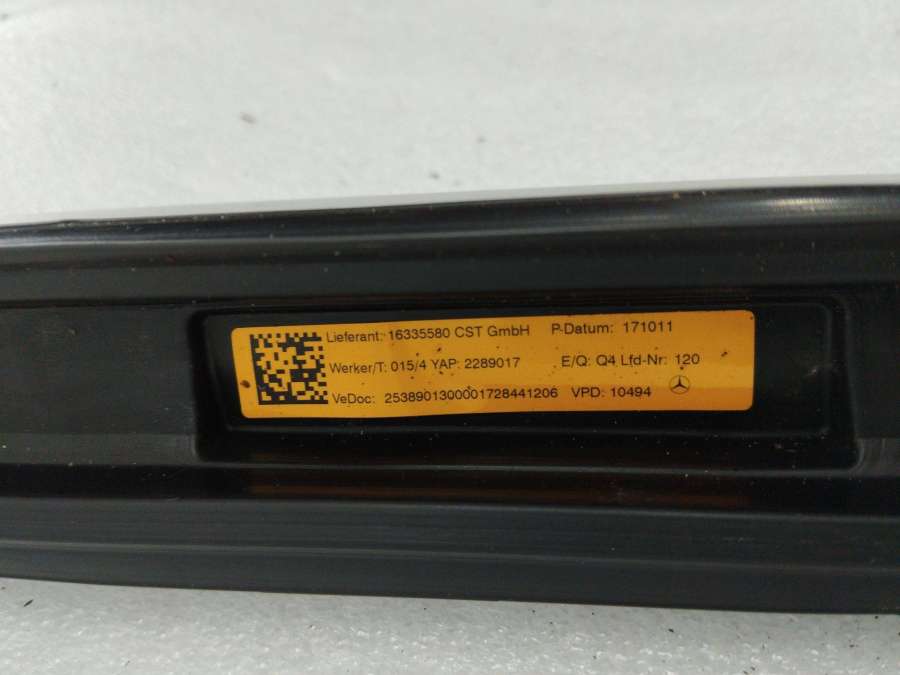 Lieferant: 16335580 CST GmbH P-Datum: 171011
Werker/T: 015/4 YAP: 2289017 E/Q: Q4 Lfd-Nr: 120
VeDoc: 2538901300001728441206 VPD: 10494